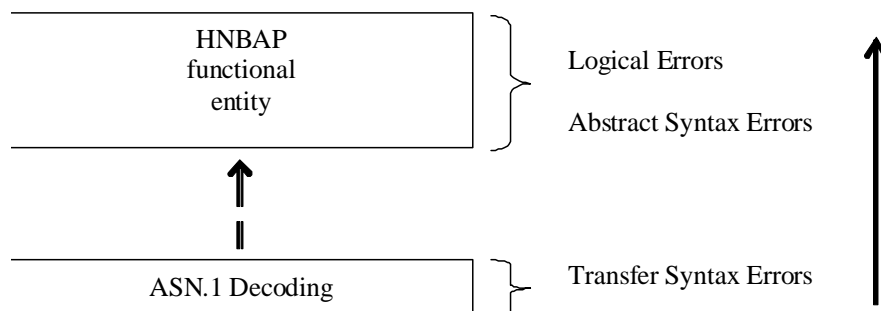 HNBAP
functional
entity
Logical Errors
Abstract Syntax Errors
ASN.1 Decoding
Transfer Syntax Errors